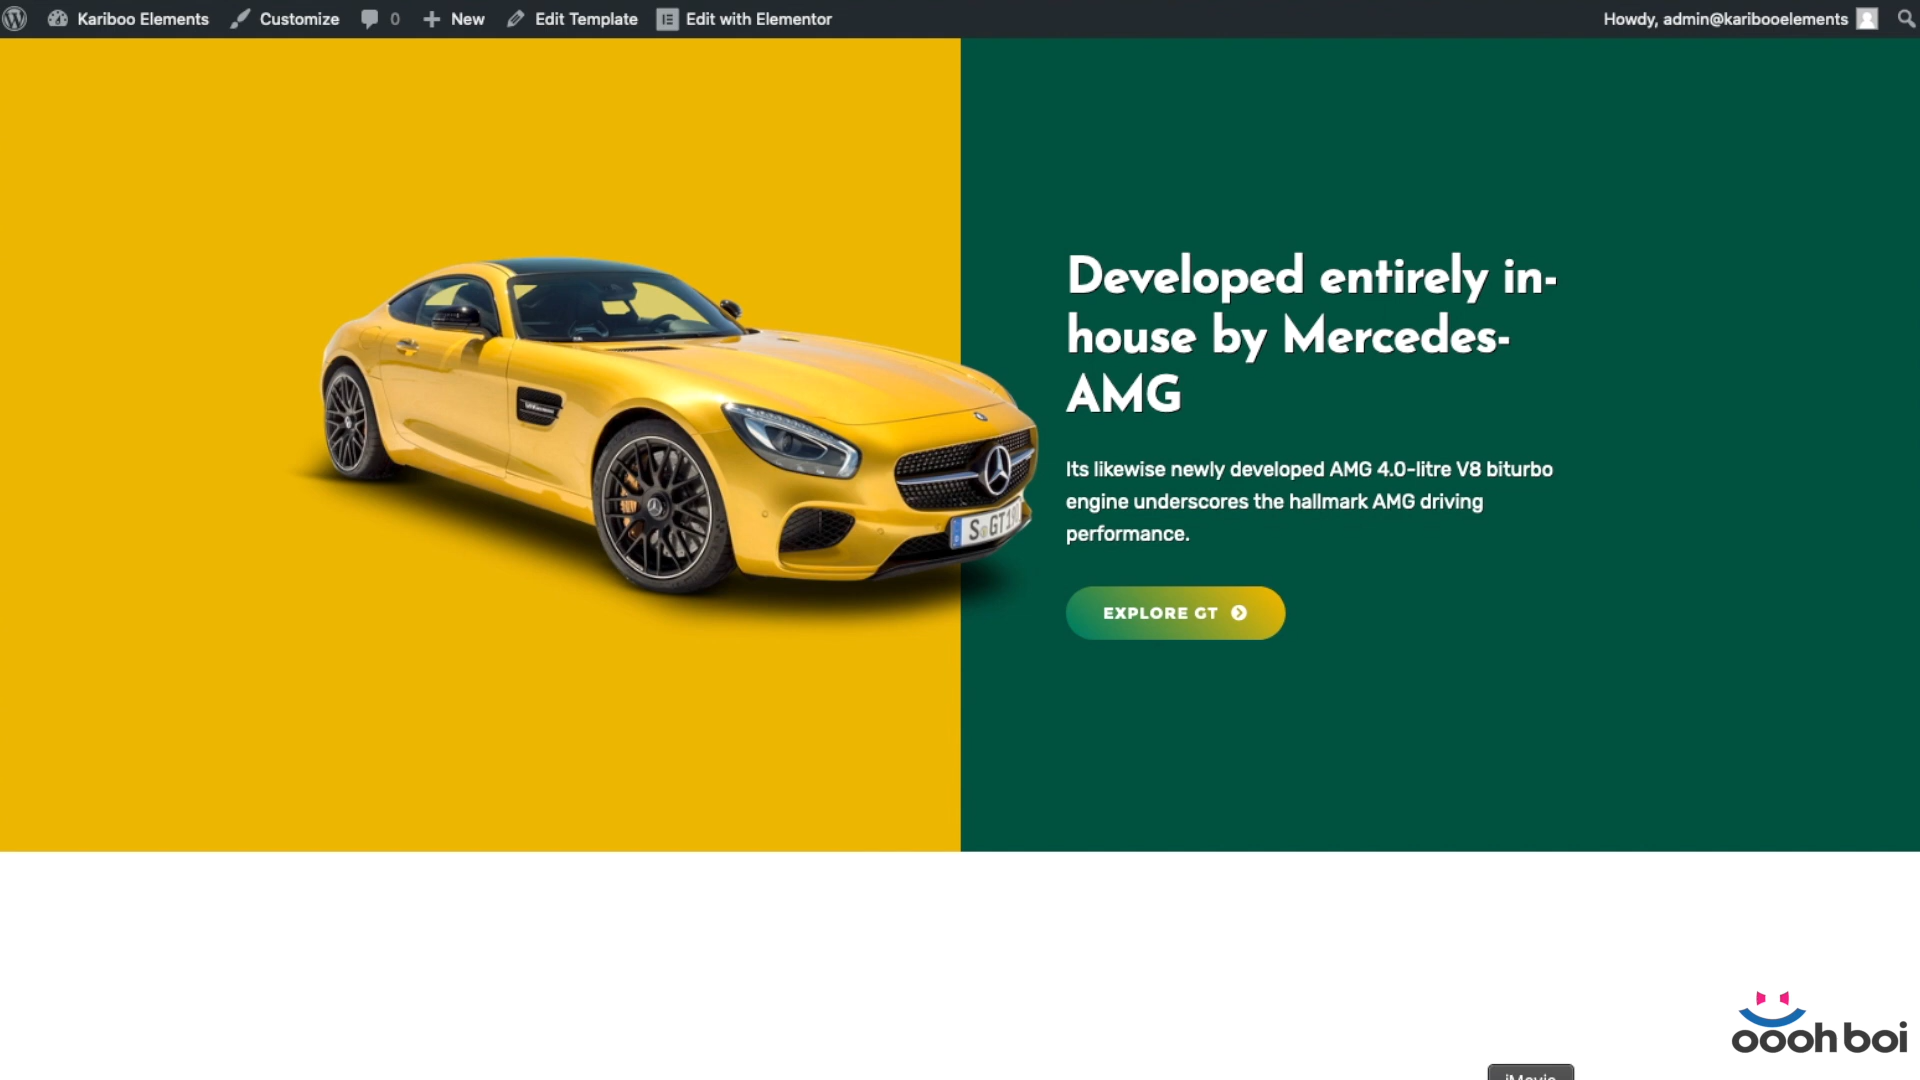 Kariboo Elements Customize 0 New Edit Template Edit with Elementor Howdy, admin@karibooelements
Developed entirely in-
house by Mercedes-
AMG
Its likewise newly developed AMG 4.0-litre V8 biturbo
engine underscores the hallmark AMG driving
performance.
EXPLORE GT
oooh boi
iMovie